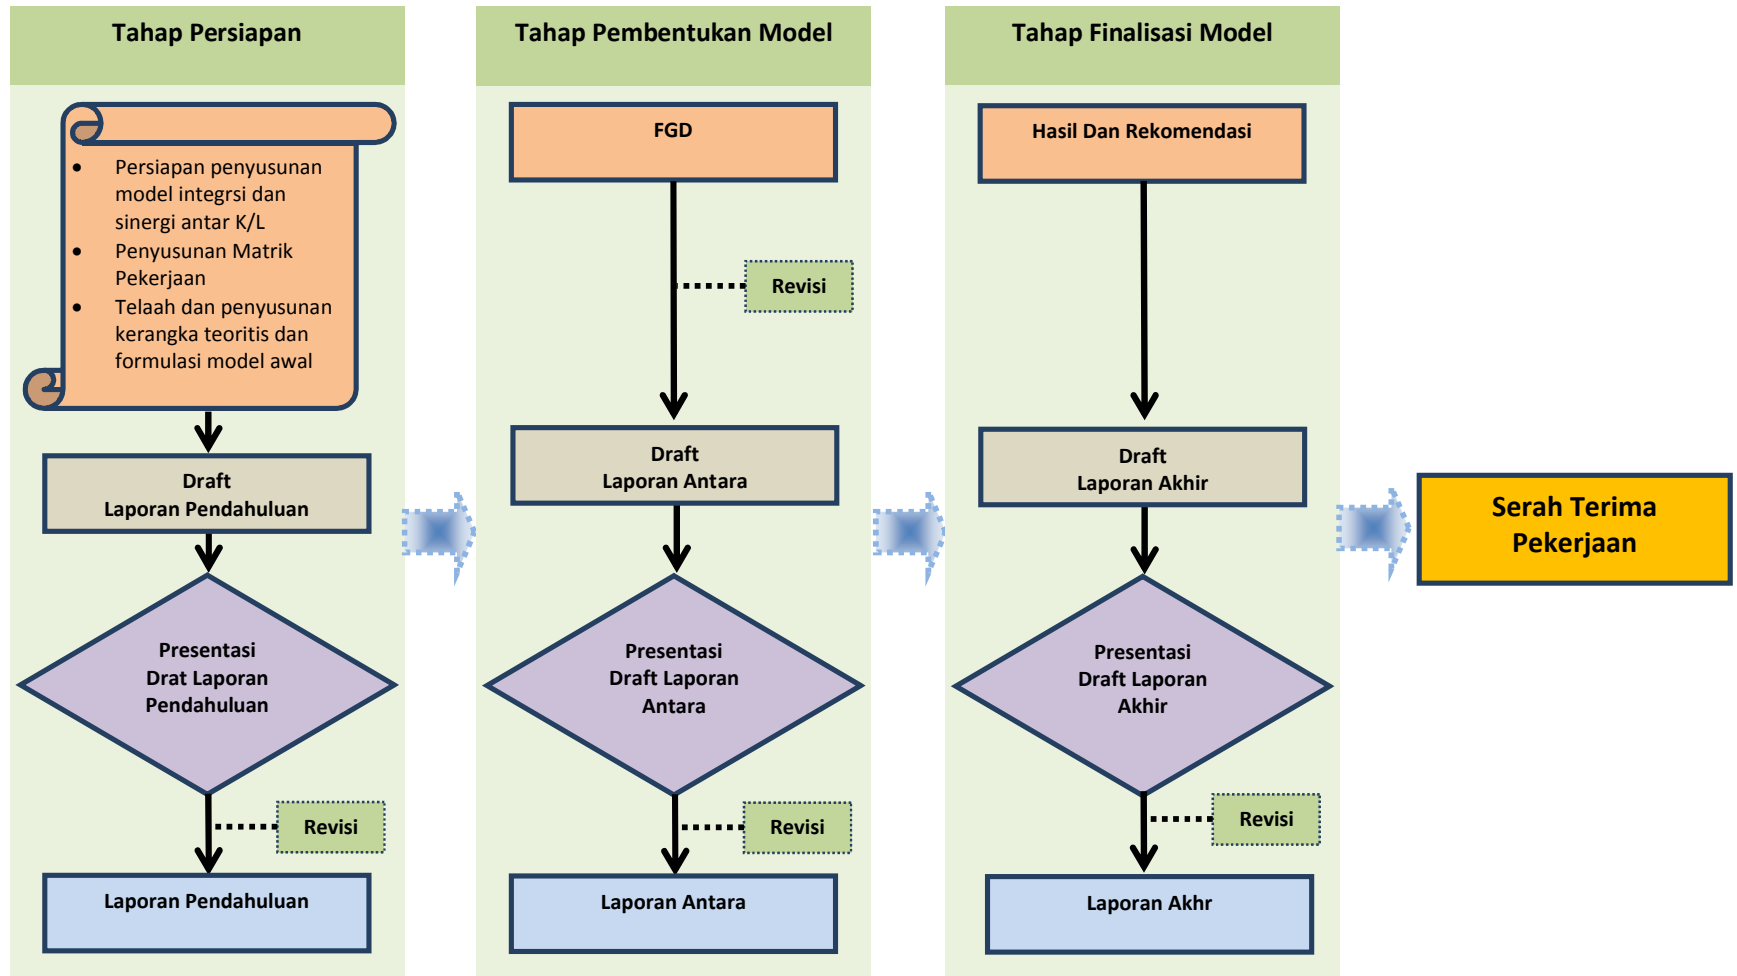 Tahap Persiapan
Persiapan penyusunan
model integrsi dan
sinergi antar K/L
Penyusunan Matrik
Pekerjaan
Telaah dan penyusunan
kerangka teoritis dan
formulasi model awal
Draft
Laporan Pendahuluan
Presentasi
Drat Laporan
Pendahuluan
Revisi
Laporan Pendahuluan
Tahap Pembentukan Model
FGD
Revisi
Draft
Laporan Antara
Presentasi
Draft Laporan
Antara
Revisi
Laporan Antara
Tahap Finalisasi Model
Hasil Dan Rekomendasi
Draft
Laporan Akhir
Presentasi
Draft Laporan
Akhir
Revisi
Laporan Akhr
Serah Terima
Pekerjaan